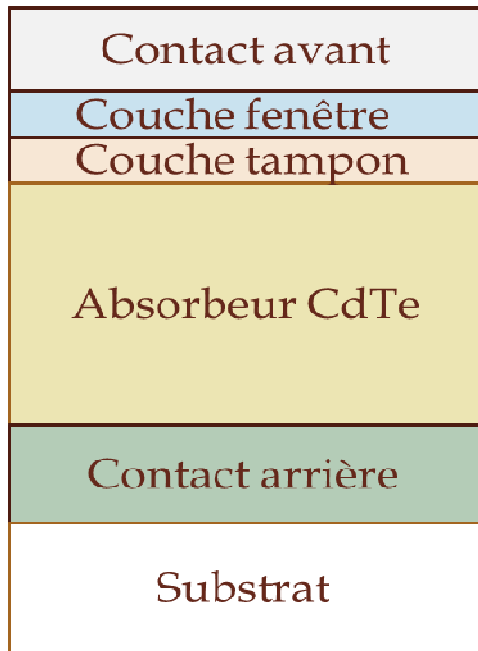 Contact avant
Couche fenêtre
Couche tampon
Absorbeur CdTe
Contact arrière
Substrat